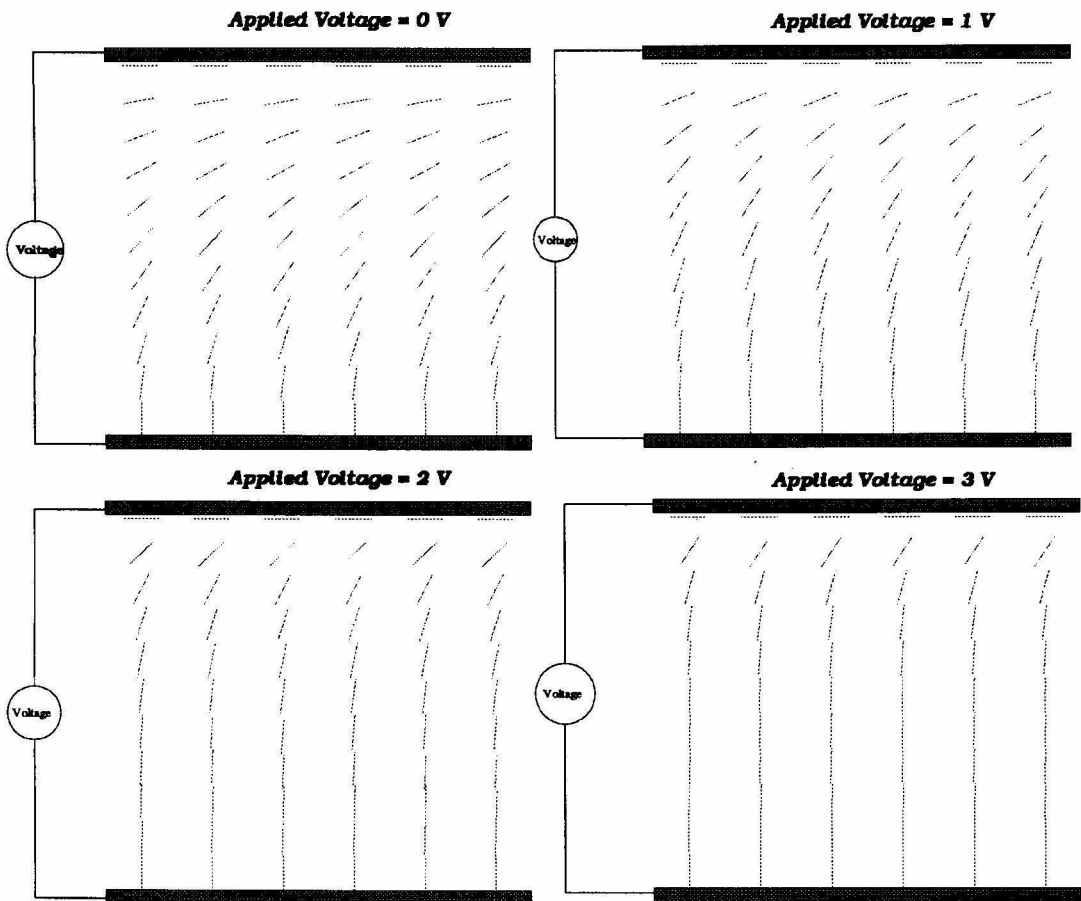 Applied Voltage = 0 V
Applied Voltage = 1 V
Voltage
Voltage
Applied Voltage = 2 V
Applied Voltage = 3 V
Voltage
Voltage